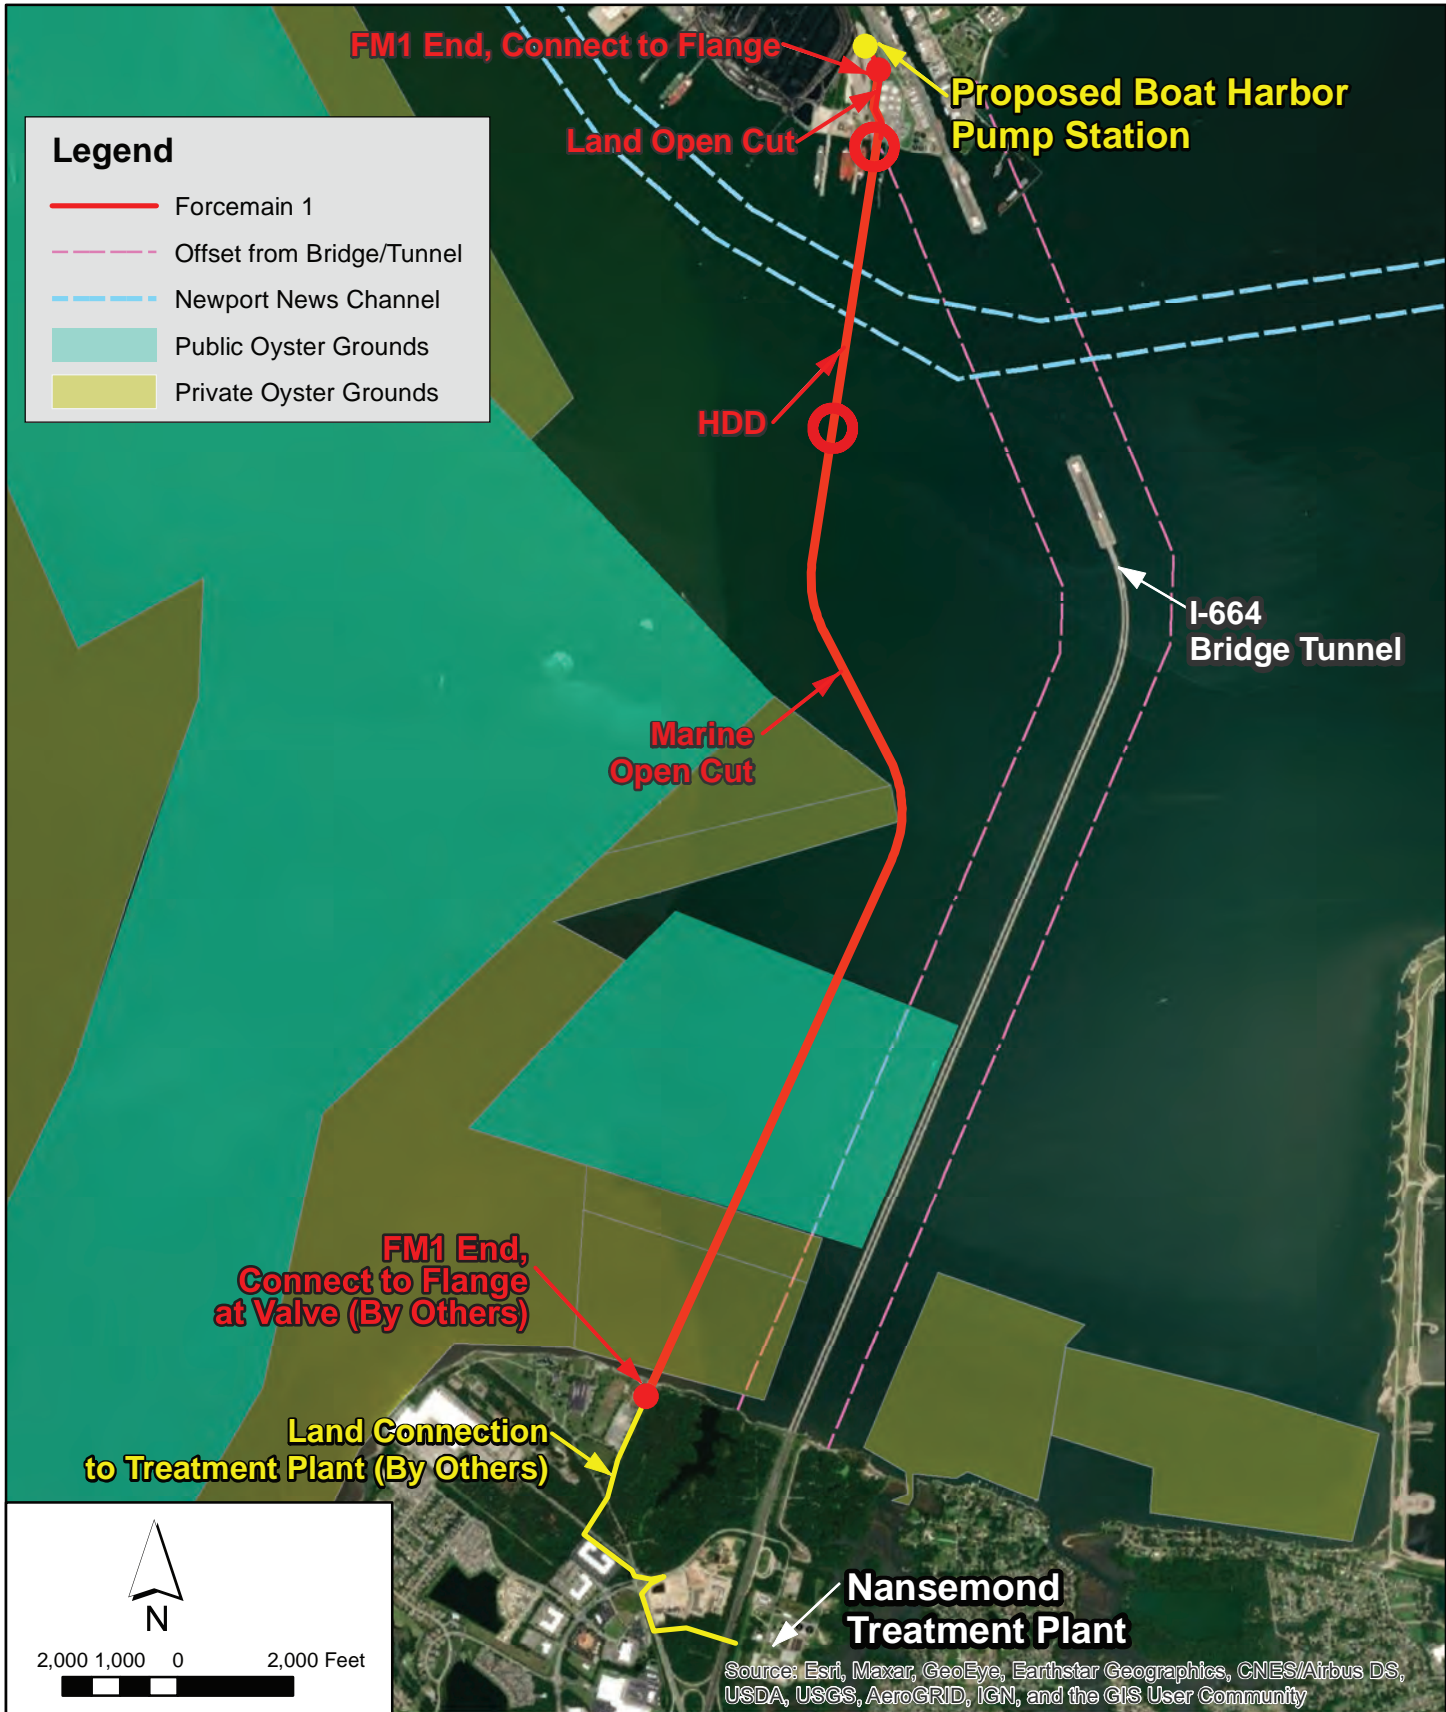 FM1 End, Connect to Flange
Proposed Boat Harbor
Pump Station
Land Open Cut
Legend
Forcemain 1
Offset from Bridge/Tunnel
Newport News Channel
Public Oyster Grounds
Private Oyster Grounds
HDD
I-664
Bridge Tunnel
Marine
Open Cut
FM1 End,
Connect to Flange
at Valve (By Others)
Land Connection
to Treatment Plant (By Others)
Nansemond
Treatment Plant
N
2,000 1,000 0 2,000 Feet
Source: Esri, Maxar, GeoEye, Earthstar Geographics, CNES/Airbus DS,
USDA, USGS, AeroGRID, IGN, and the GIS User Community